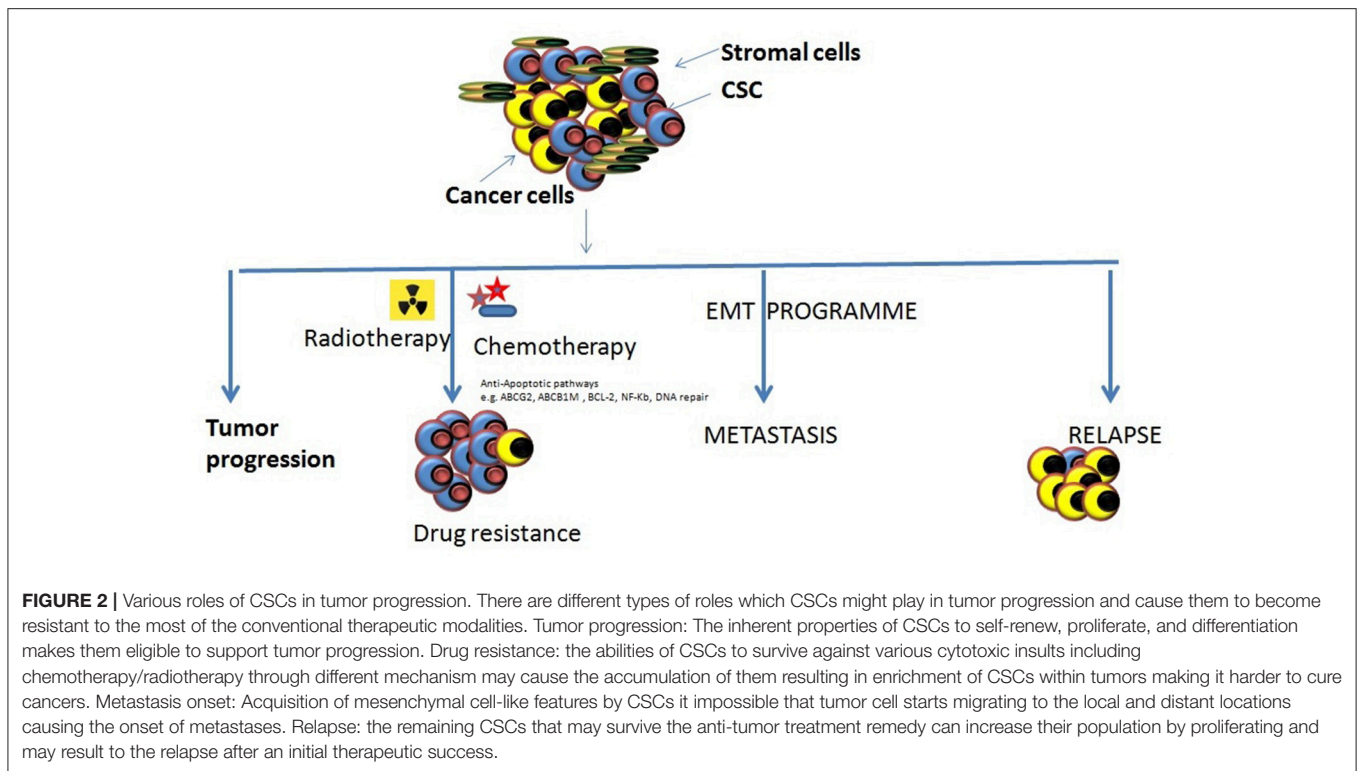 Stromal cells
CSC
Cancer cells
EMT PROGRAMME
Radiotherapy
Chemotherapy
Anti-Apoptotic pathways
e.g. ABCG2, ABCB1M , BCL-2, NF-Kb, DNA repair
Tumor
progression
METASTASIS
RELAPSE
Drug resistance
FIGURE 2 | Various roles of CSCs in tumor progression. There are different types of roles which CSCs might play in tumor progression and cause them to become
resistant to the most of the conventional therapeutic modalities. Tumor progression: The inherent properties of CSCs to self-renew, proliferate, and differentiation
makes them eligible to support tumor progression. Drug resistance: the abilities of CSCs to survive against various cytotoxic insults including
chemotherapy/radiotherapy through different mechanism may cause the accumulation of them resulting in enrichment of CSCs within tumors making it harder to cure
cancers. Metastasis onset: Acquisition of mesenchymal cell-like features by CSCs it impossible that tumor cell starts migrating to the local and distant locations
causing the onset of metastases. Relapse: the remaining CSCs that may survive the anti-tumor treatment remedy can increase their population by proliferating and
may result to the relapse after an initial therapeutic success.